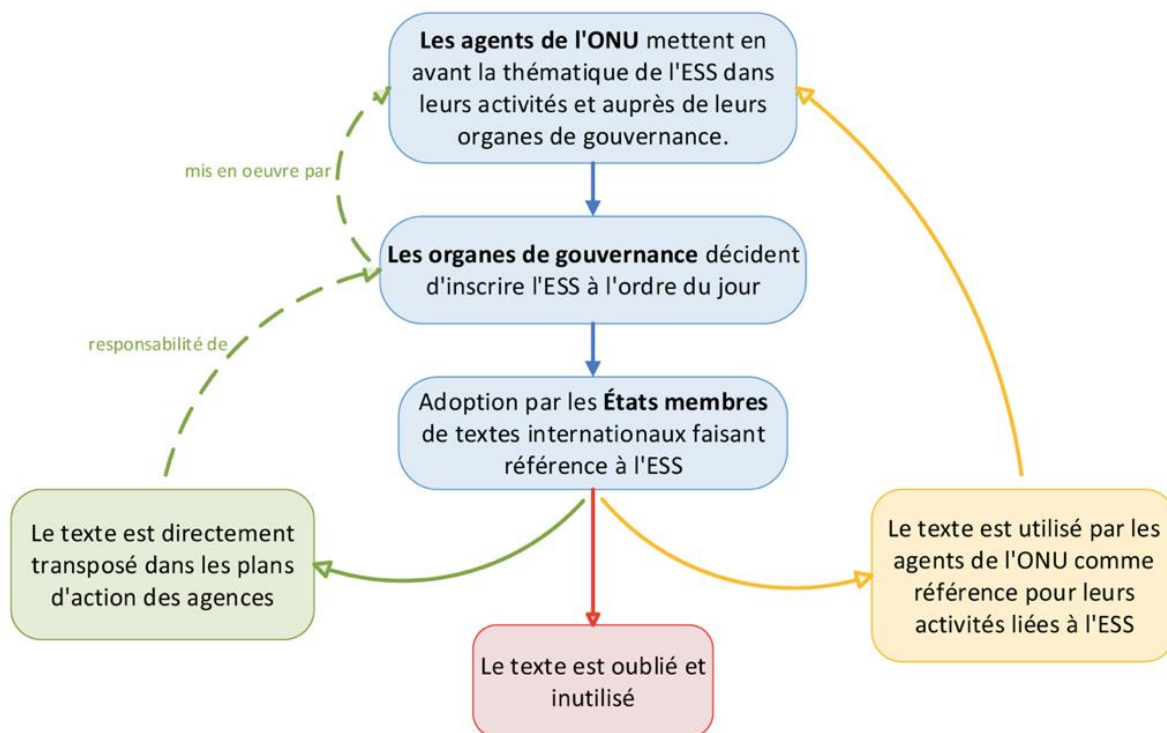 Les agents de l'ONU mettent en
avant la thématique de l'ESS dans
leurs activités et auprès de leurs
organes de gouvernance.
mis en oeuvre par
Les organes de gouvernance décident
d'inscrire l'ESS à l'ordre du jour
responsabilité de
Adoption par les États membres
de textes internationaux faisant
référence à l'ESS
Le texte est directement
transposé dans les plans
d'action des agences
Le texte est oublié et
inutilisé
Le texte est utilisé par les
agents de l'ONU comme
référence pour leurs
activités liées à l'ESS